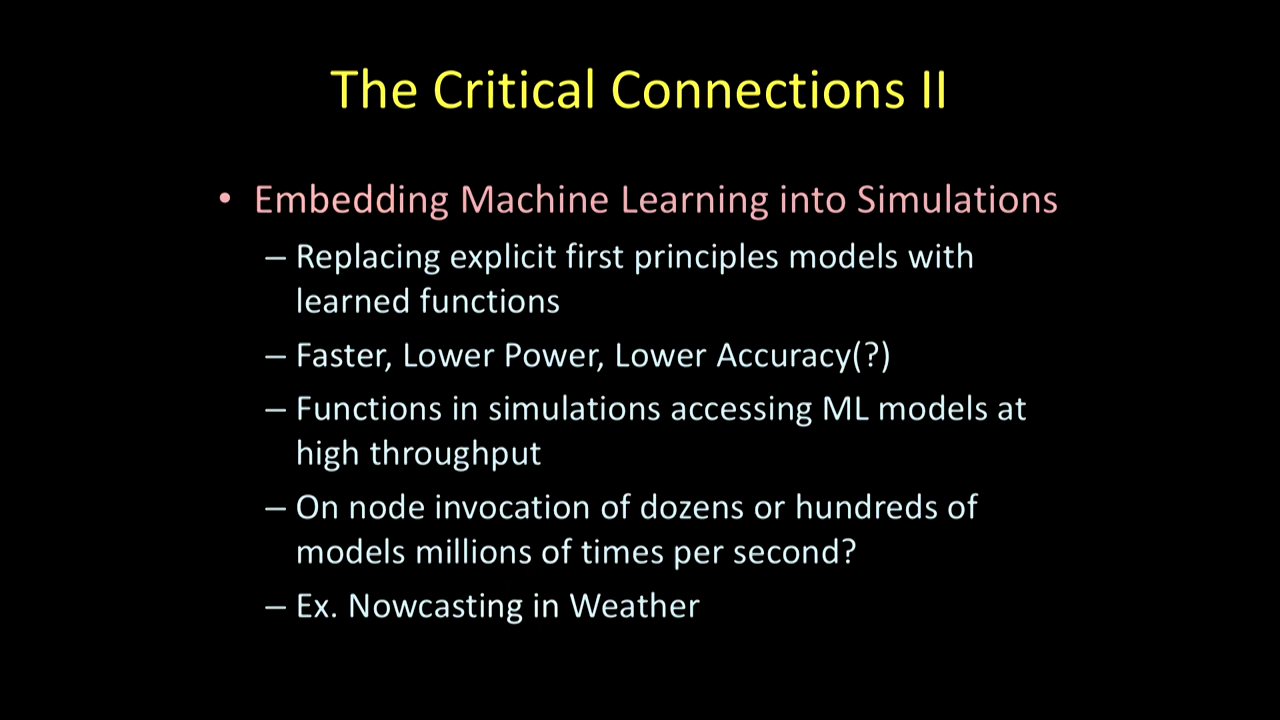 The Critical Connections II
• Embedding Machine Learning into Simulations
– Replacing explicit first principles models with
learned functions
– Faster, Lower Power, Lower Accuracy(?)
– Functions in simulations accessing ML models at
high throughput
– On node invocation of dozens or hundreds of
models millions of times per second?
– Ex. Nowcasting in Weather